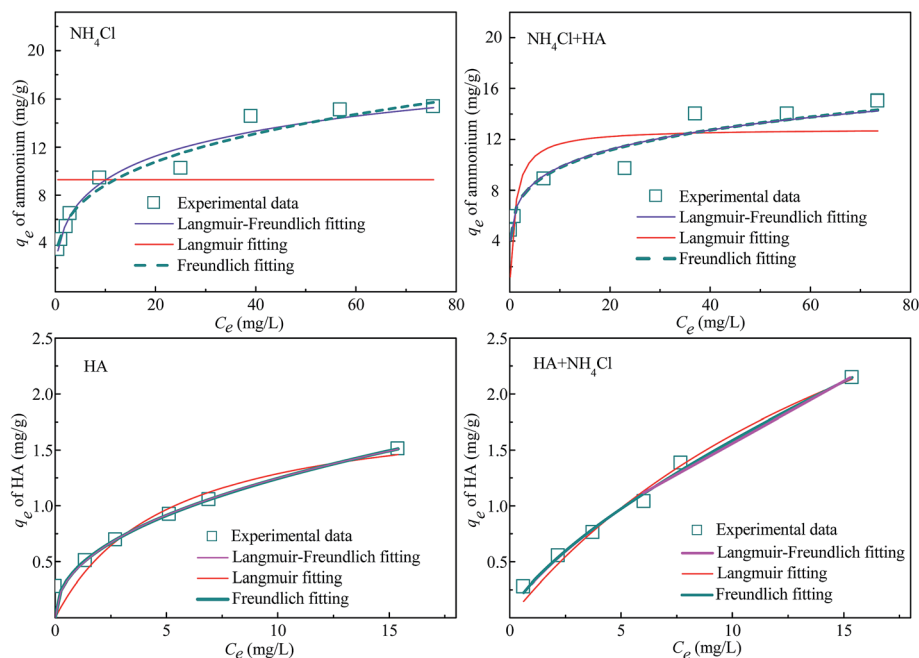 NH4Cl
20
16
12
8
4
qe of ammonium (mg/g)
Experimental data
Langmuir-Freundlich fitting
Langmuir fitting
Freundlich fitting
0 20 40 60 80
Ce (mg/L)
NH4Cl+HA
20
16
12
8
4
qe of ammonium (mg/g)
Experimental data
Langmuir-Freundlich fitting
Langmuir fitting
Freundlich fitting
0 20 40 60 80
Ce (mg/L)
HA
2.5
2.0
1.5
1.0
0.5
qe of HA (mg/g)
Experimental data
Langmuir-Freundlich fitting
Langmuir fitting
Freundlich fitting
0 5 10 15
Ce (mg/L)
HA+NH4Cl
2.5
2.0
1.5
1.0
0.5
qe of HA (mg/g)
Experimental data
Langmuir-Freundlich fitting
Langmuir fitting
Freundlich fitting
0 5 10 15
Ce (mg/L)